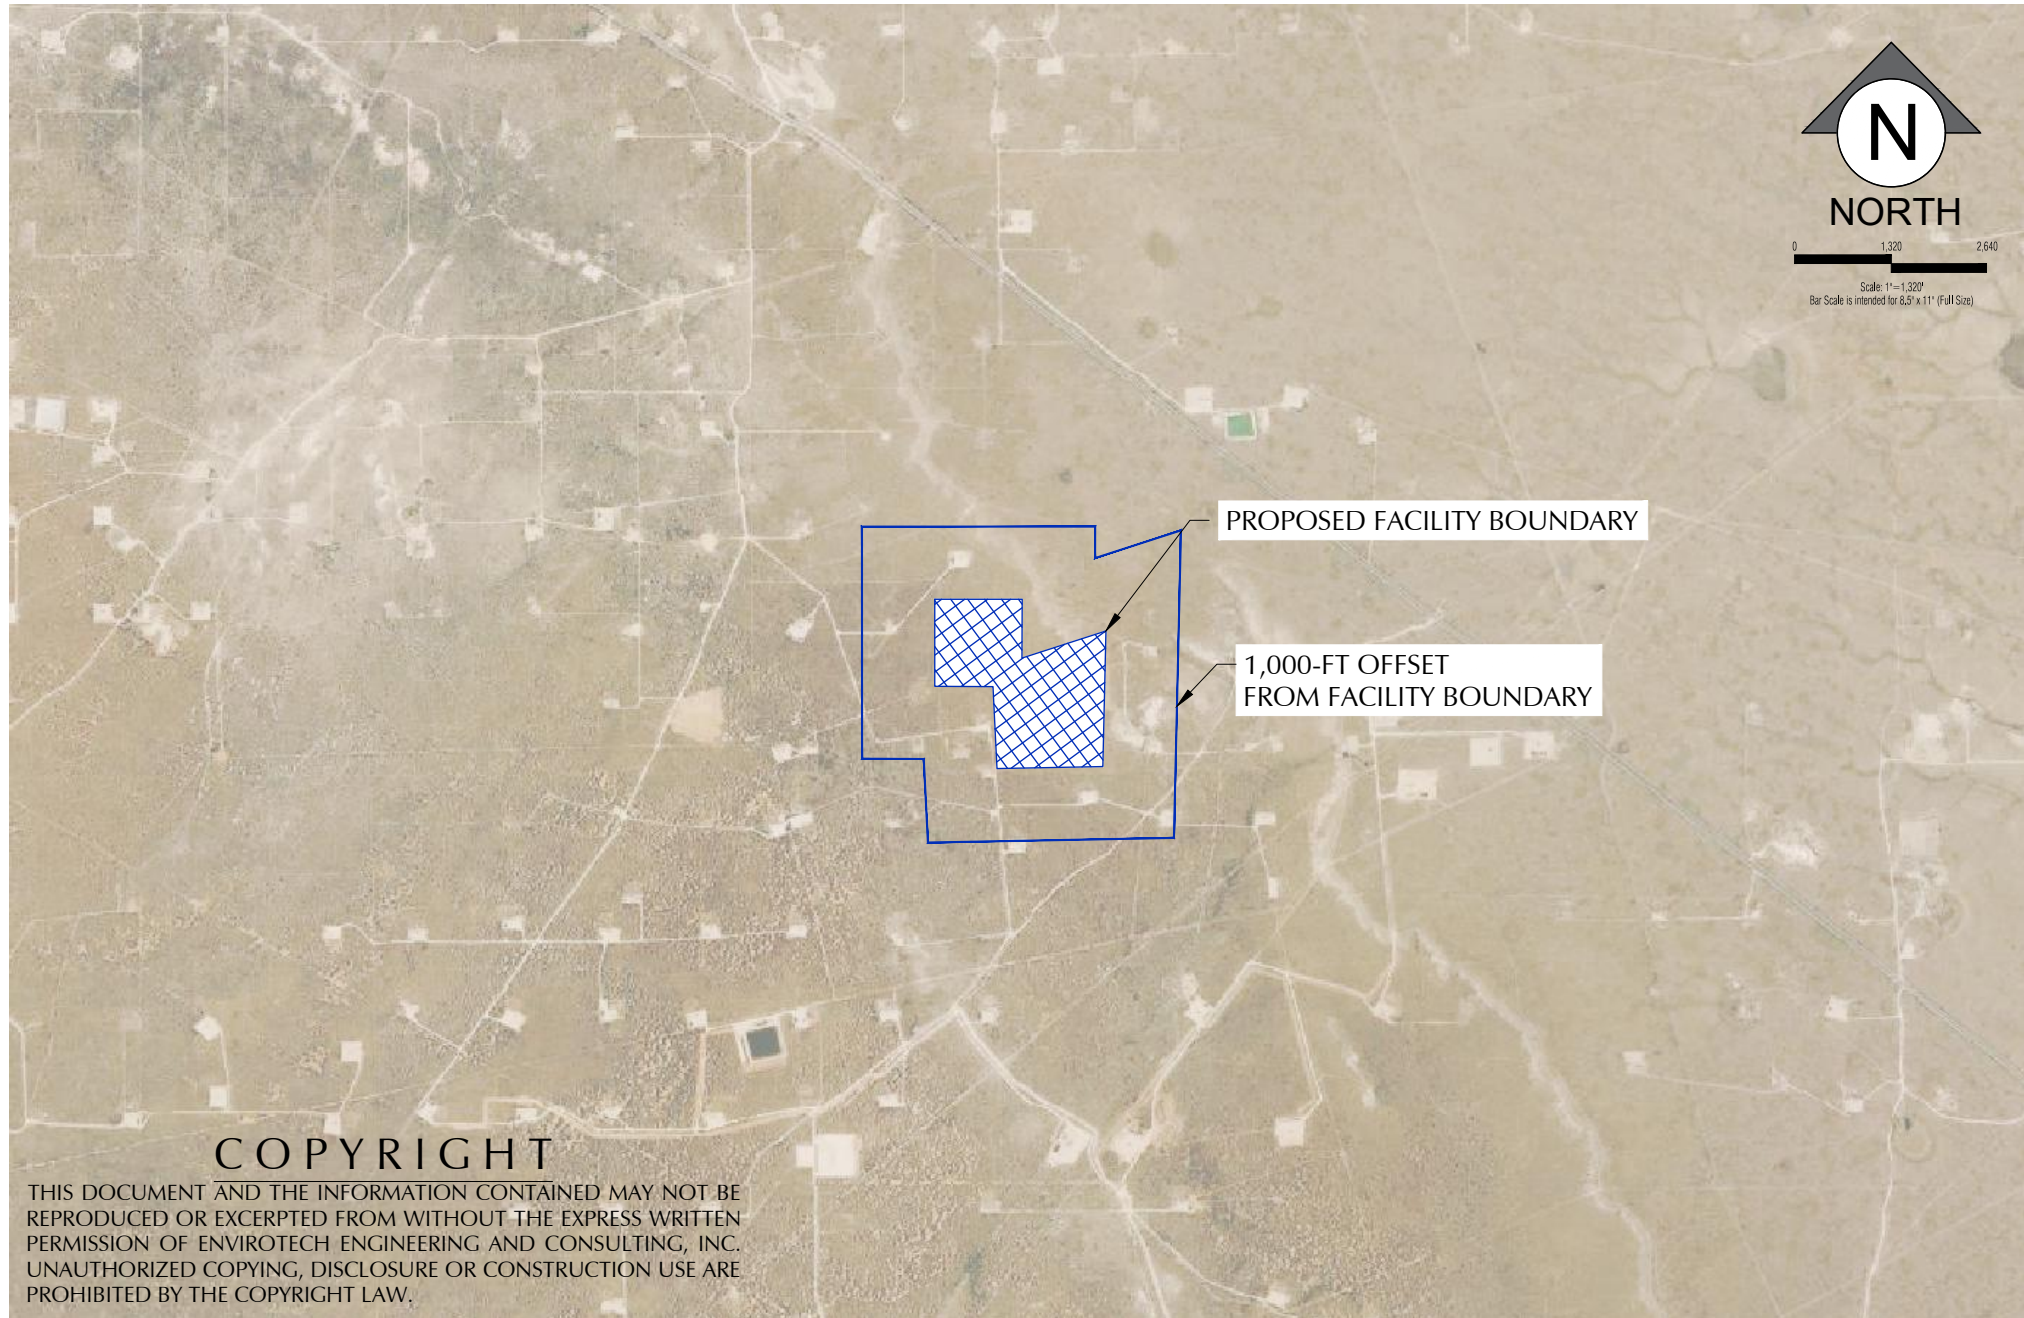 N
NORTH
0 1,320 2,640
Scale: 1"=1,320'
Bar Scale is intended for 8.5" x 11" (Full Size)
PROPOSED FACILITY BOUNDARY
1,000-FT OFFSET
FROM FACILITY BOUNDARY
COPYRIGHT
THIS DOCUMENT AND THE INFORMATION CONTAINED MAY NOT BE
REPRODUCED OR EXCERPTED FROM WITHOUT THE EXPRESS WRITTEN
PERMISSION OF ENVIROTECH ENGINEERING AND CONSULTING, INC.
UNAUTHORIZED COPYING, DISCLOSURE OR CONSTRUCTION USE ARE
PROHIBITED BY THE COPYRIGHT LAW.